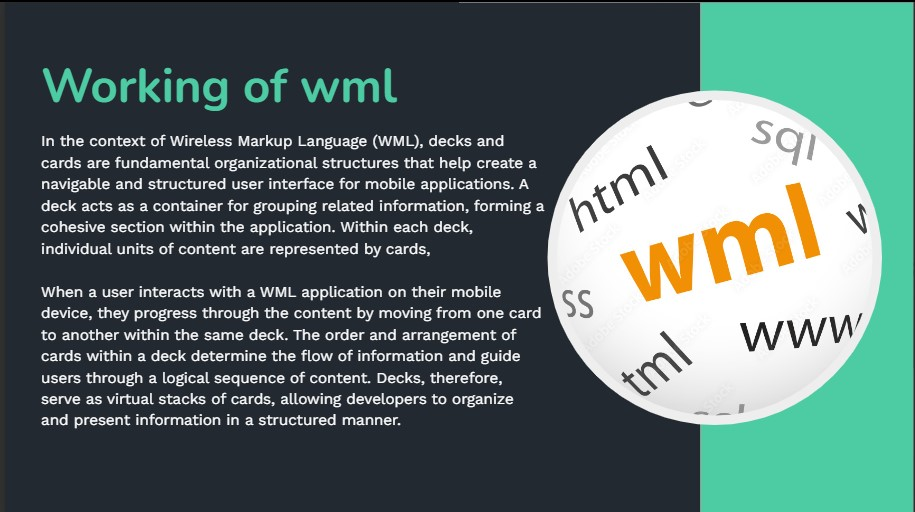 Working of wml
In the context of Wireless Markup Language (WML), decks and
cards are fundamental organizational structures that help create a
navigable and structured user interface for mobile applications. A
deck acts as a container for grouping related information, forming a
cohesive section within the application. Within each deck,
individual units of content are represented by cards,
When a user interacts with a WML application on their mobile
device, they progress through the content by moving from one card
to another within the same deck. The order and arrangement of
cards within a deck determine the flow of information and guide
users through a logical sequence of content. Decks, therefore,
serve as virtual stacks of cards, allowing developers to organize
and present information in a structured manner.
sql
html
wml
ss
www
tml